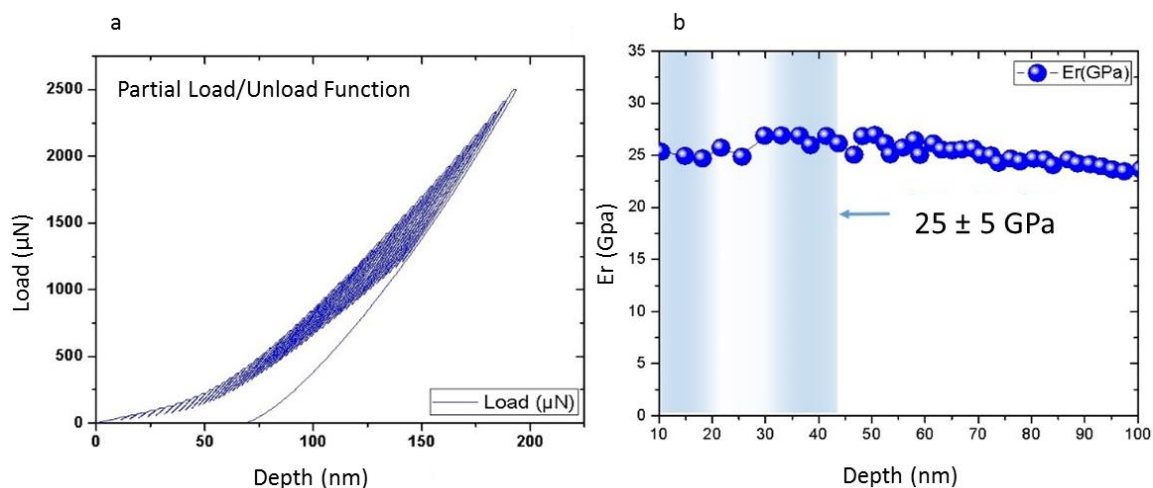 a
Partial Load/Unload Function
Load (µN)
2500
2000
1500
1000
500
0
Load (µN)
0 50 100 150 200
Depth (nm)
b
Er (Gpa)
35
30
25
20
15
10
5
0
Er(GPa)
25 ± 5 GPa
10 20 30 40 50 60 70 80 90 100
Depth (nm)